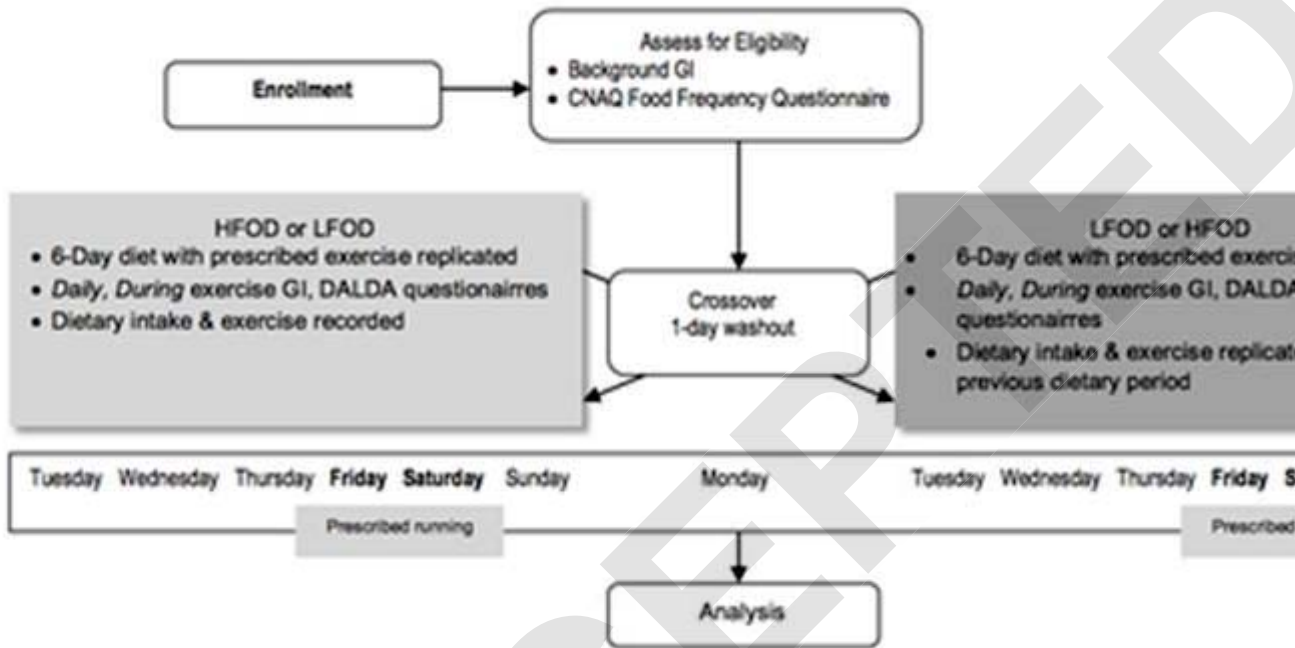 Enrollment
Assess for Eligibility
• Background GI
• CNAQ Food Frequency Questionnaire
HFOD or LFOD
• 6-Day diet with prescribed exercise replicated
• Daily, During exercise GI, DALDA questionairres
• Dietary intake & exercise recorded
Crossover
1-day washout
LFOD or HFOD
• 6-Day diet with prescribed
• Daily, During exercise GI, DALDA
questionairres
• Dietary intake & exercise
previous dietary period
Tuesday Wednesday Thursday Friday Saturday Sunday Monday Tuesday Wednesday Thursday Friday
Prescribed running Prescribed
Analysis
EPTED